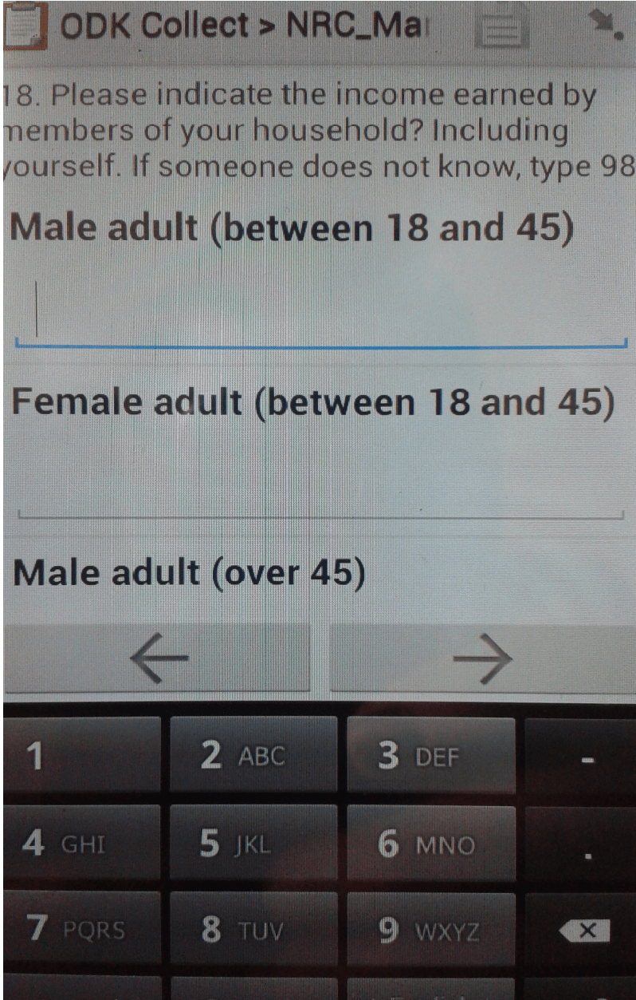 ODK Collect > NRC_Ma
18. Please indicate the income earned by
members of your household? Including
yourself. If someone does not know, type 98
Male adult (between 18 and 45)
Female adult (between 18 and 45)
Male adult (over 45)
1 2 ABC 3 DEF -
4 GHI 5 JKL 6 MNO .
7 PQRS 8 TUV 9 WXYZ